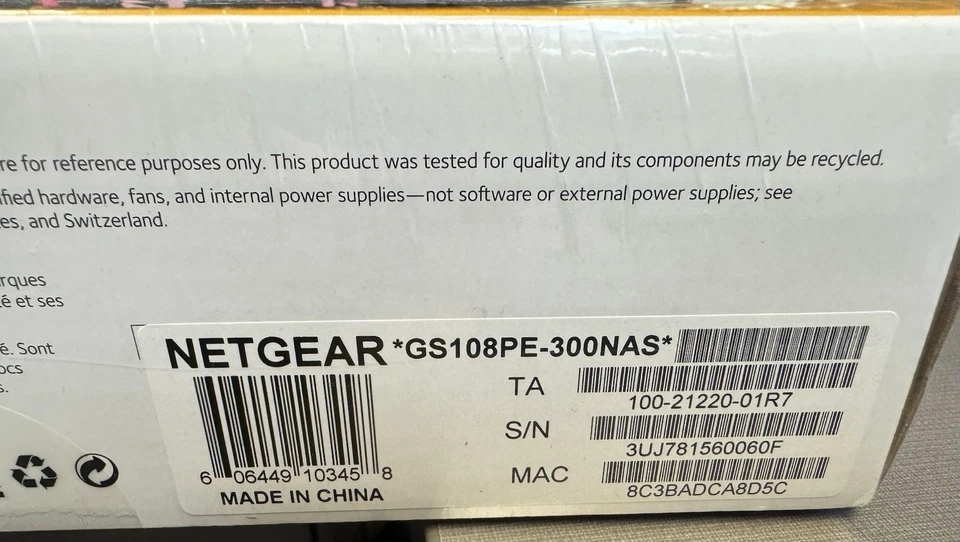 re for reference purposes only. This product was tested for quality and its components may be recycled.
fied hardware, fans, and internal power supplies—not software or external power supplies; see
es, and Switzerland.
rques
é et ses
é. Sont
ocs
s.
NETGEAR *GS108PE-300NAS*
TA
100-21220-01R7
S/N
3UJ781560060F
MAC
8C3BADCA8D5C
6 06449 10345 8
MADE IN CHINA